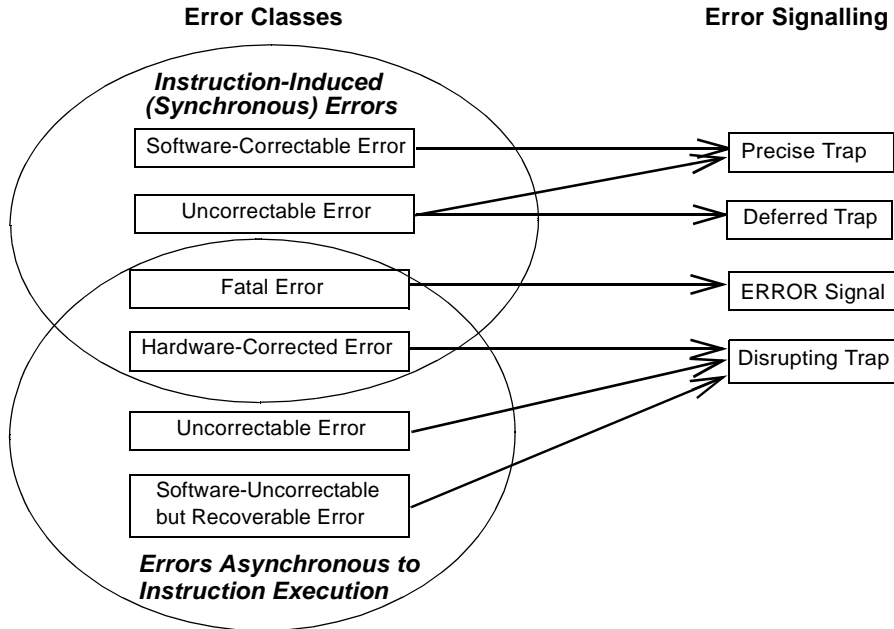 Error Classes
Error Signalling
Instruction-Induced
(Synchronous) Errors
Software-Correctable Error
Precise Trap
Uncorrectable Error
Deferred Trap
Fatal Error
ERROR Signal
Hardware-Corrected Error
Disrupting Trap
Uncorrectable Error
Software-Uncorrectable
but Recoverable Error
Errors Asynchronous to
Instruction Execution